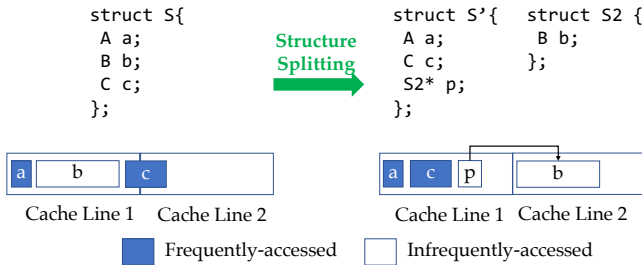 struct S{
A a;
B b;
C c;
};
Structure
Splitting
struct S’{
A a;
C c;
S2* p;
};
struct S2 {
B b;
};
a b c
Cache Line 1 Cache Line 2
a c p b
Cache Line 1 Cache Line 2
Frequently-accessed Infrequently-accessed